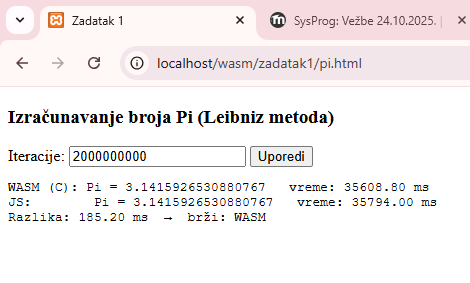 Zadatak 1
SysProg: Vežbe 24.10.2025. |
localhost/wasm/zadatak1/pi.html
Izračunavanje broja Pi (Leibniz metoda)
Iteracije: 2000000000 Uporedi
WASM (C): Pi = 3.1415926530880767 vreme: 35608.80 ms
JS: Pi = 3.1415926530880767 vreme: 35794.00 ms
Razlika: 185.20 ms → brži: WASM